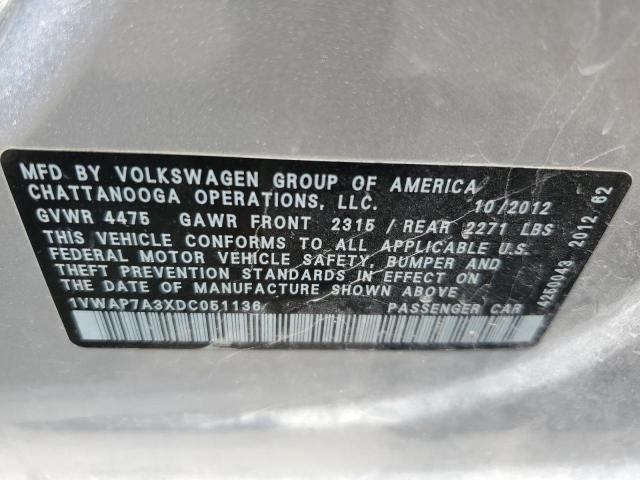 MFD BY VOLKSWAGEN GROUP OF AMERICA
CHATTANOOGA OPERATIONS, LLC. 10/2012
GVWR 4475 GAWR FRONT 2315 / REAR 2271 LBS
THIS VEHICLE CONFORMS TO ALL APPLICABLE U.S.
FEDERAL MOTOR VEHICLE SAFETY, BUMPER AND
THEFT PREVENTION STANDARDS IN EFFECT ON
THE DATE OF MANUFACTURE SHOWN ABOVE
1VWAP7A3XDC051136 PASSENGER CAR
4250043 2012 62